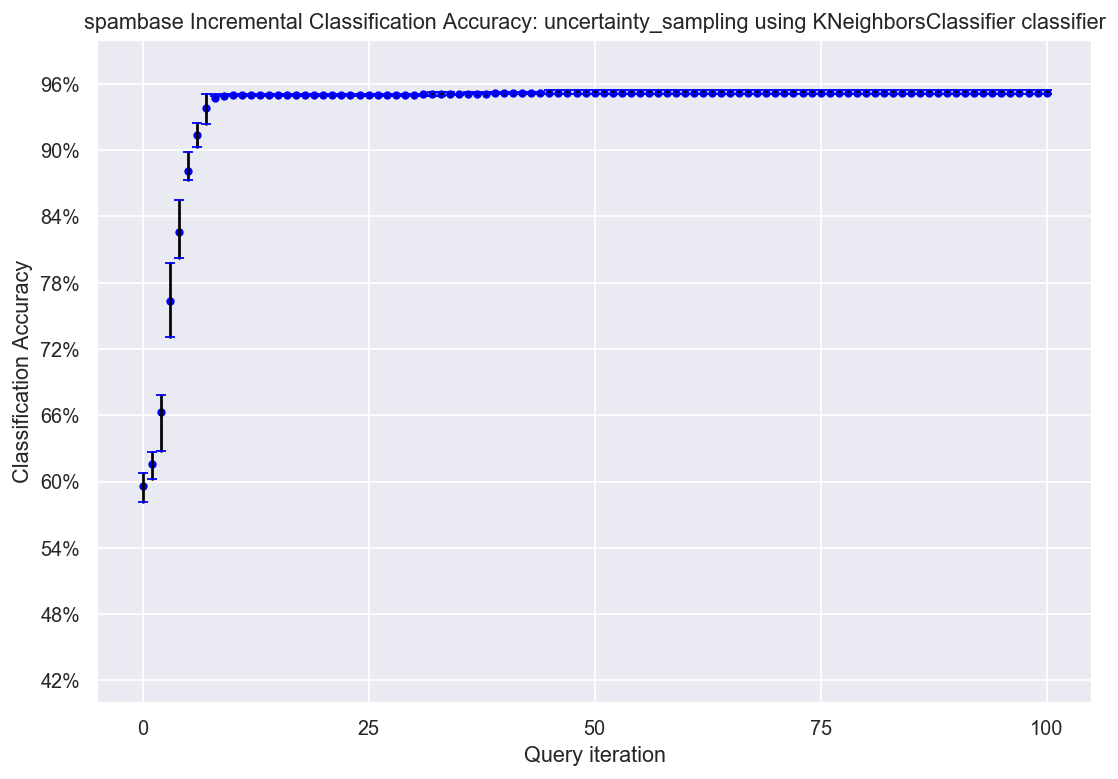 spambase Incremental Classification Accuracy: uncertainty_sampling using KNeighborsClassifier classifier
96%
90%
84%
78%
72%
66%
60%
54%
48%
42%
Classification Accuracy
0 25 50 75 100
Query iteration